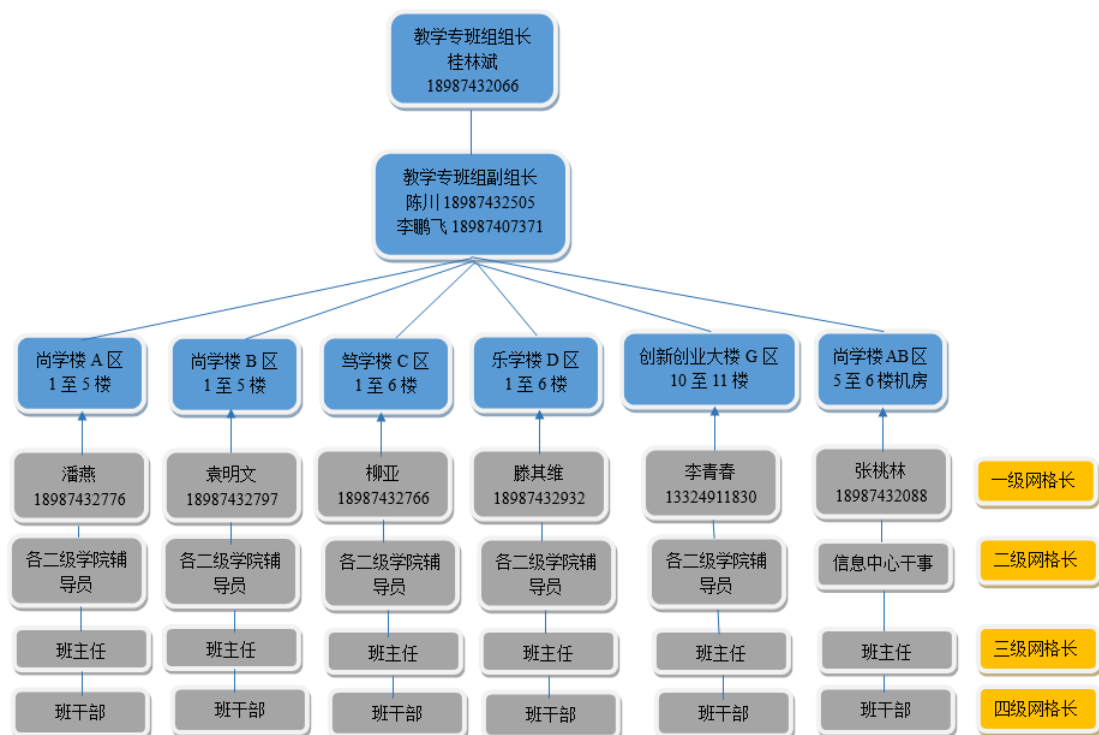 教学专班组组长
桂林斌
18987432066
教学专班组副组长
陈川 18987432505
李鹏飞 18987407371
尚学楼 A 区
1 至 5 楼
尚学楼 B 区
1 至 5 楼
笃学楼 C 区
1 至 6 楼
乐学楼 D 区
1 至 6 楼
创新创业大楼 G 区
10 至 11 楼
尚学楼 AB 区
5 至 6 楼机房
潘燕
18987432776
袁明文
18987432797
柳亚
18987432766
滕其维
18987432932
李青春
13324911830
张桃林
18987432088
一级网格长
各二级学院辅
导员
各二级学院辅
导员
各二级学院辅
导员
各二级学院辅
导员
各二级学院辅
导员
信息中心干事
二级网格长
班主任
班主任
班主任
班主任
班主任
班主任
三级网格长
班干部
班干部
班干部
班干部
班干部
班干部
四级网格长